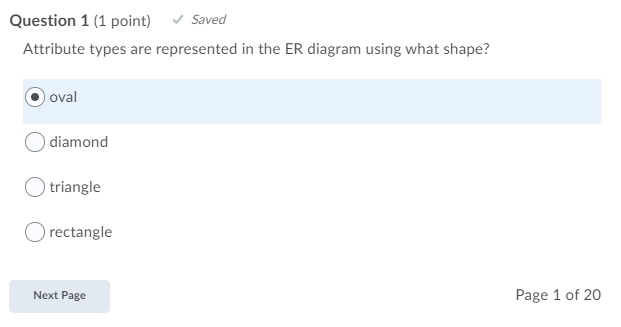 Question 1 (1 point) ✓ Saved
Attribute types are represented in the ER diagram using what shape?
oval
diamond
triangle
rectangle
Next Page Page 1 of 20